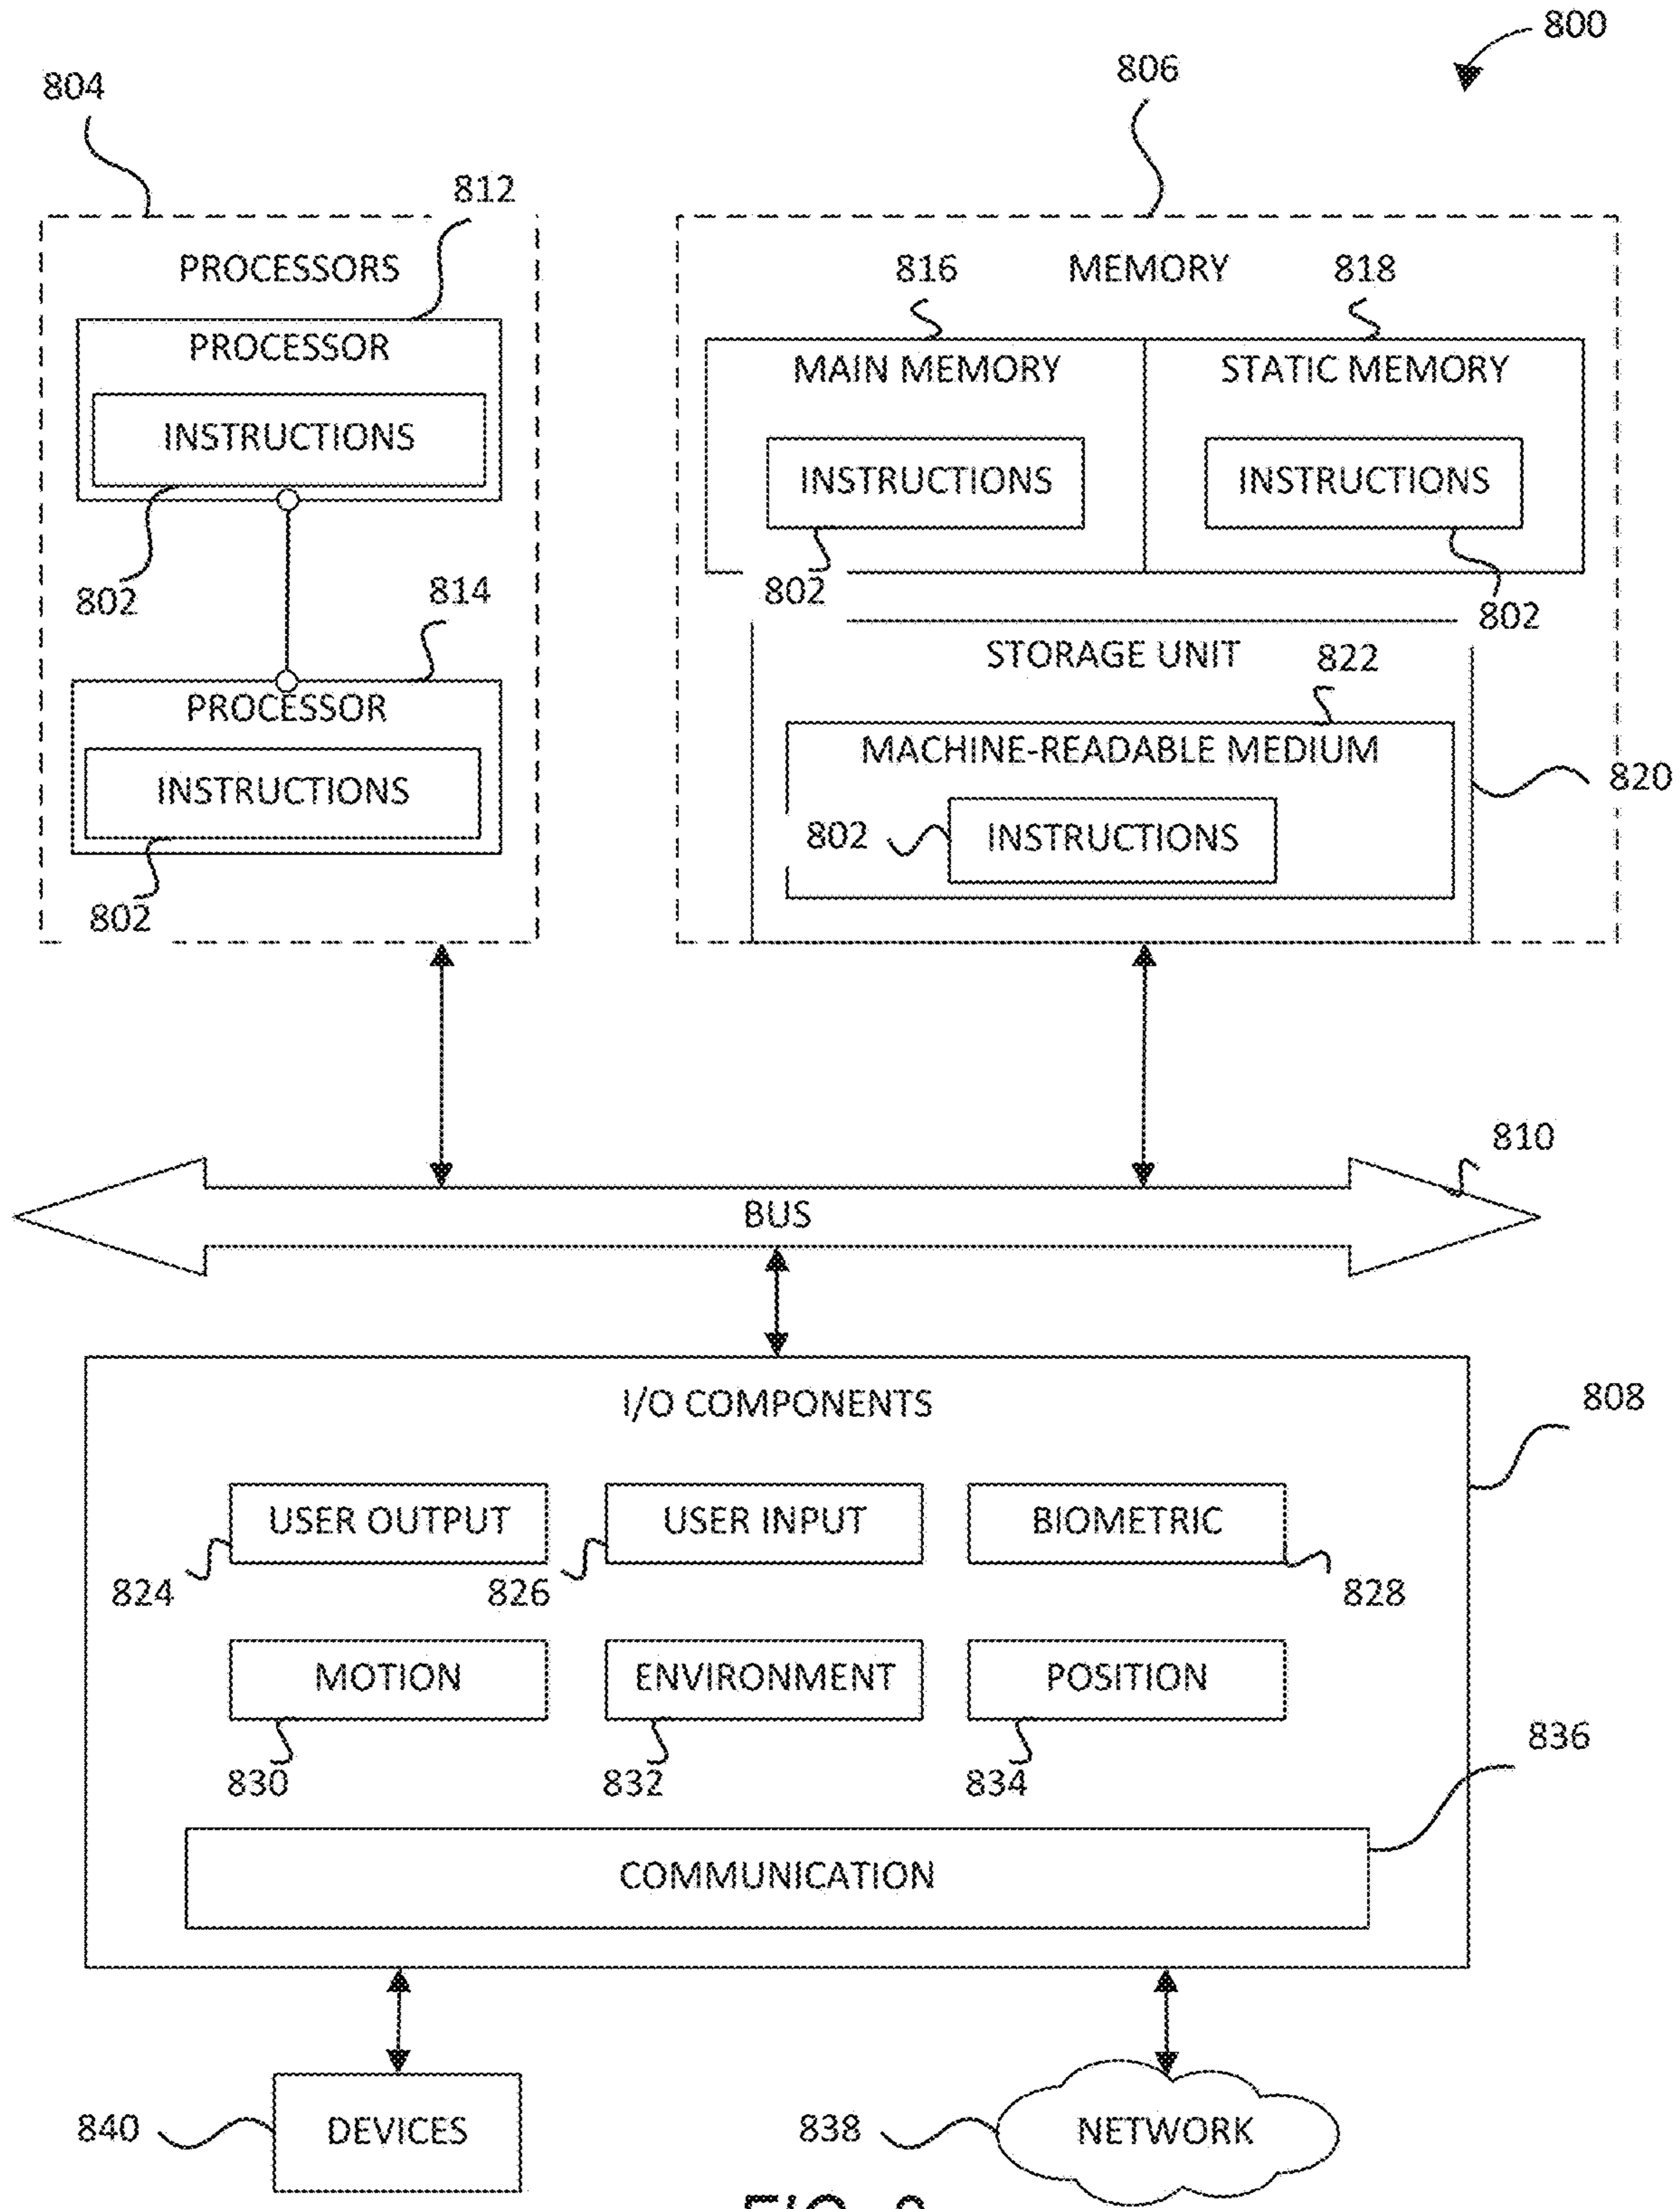 800
804
806
812
PROCESSORS
816 MEMORY 818
PROCESSOR
MAIN MEMORY
STATIC MEMORY
INSTRUCTIONS
INSTRUCTIONS
INSTRUCTIONS
802
802
802
814
STORAGE UNIT
822
PROCESSOR
MACHINE-READABLE MEDIUM
820
INSTRUCTIONS
802
INSTRUCTIONS
802
810
BUS
I/O COMPONENTS
808
USER OUTPUT
USER INPUT
BIOMETRIC
824
826
828
MOTION
ENVIRONMENT
POSITION
836
830
832
834
COMMUNICATION
840
DEVICES
838
NETWORK